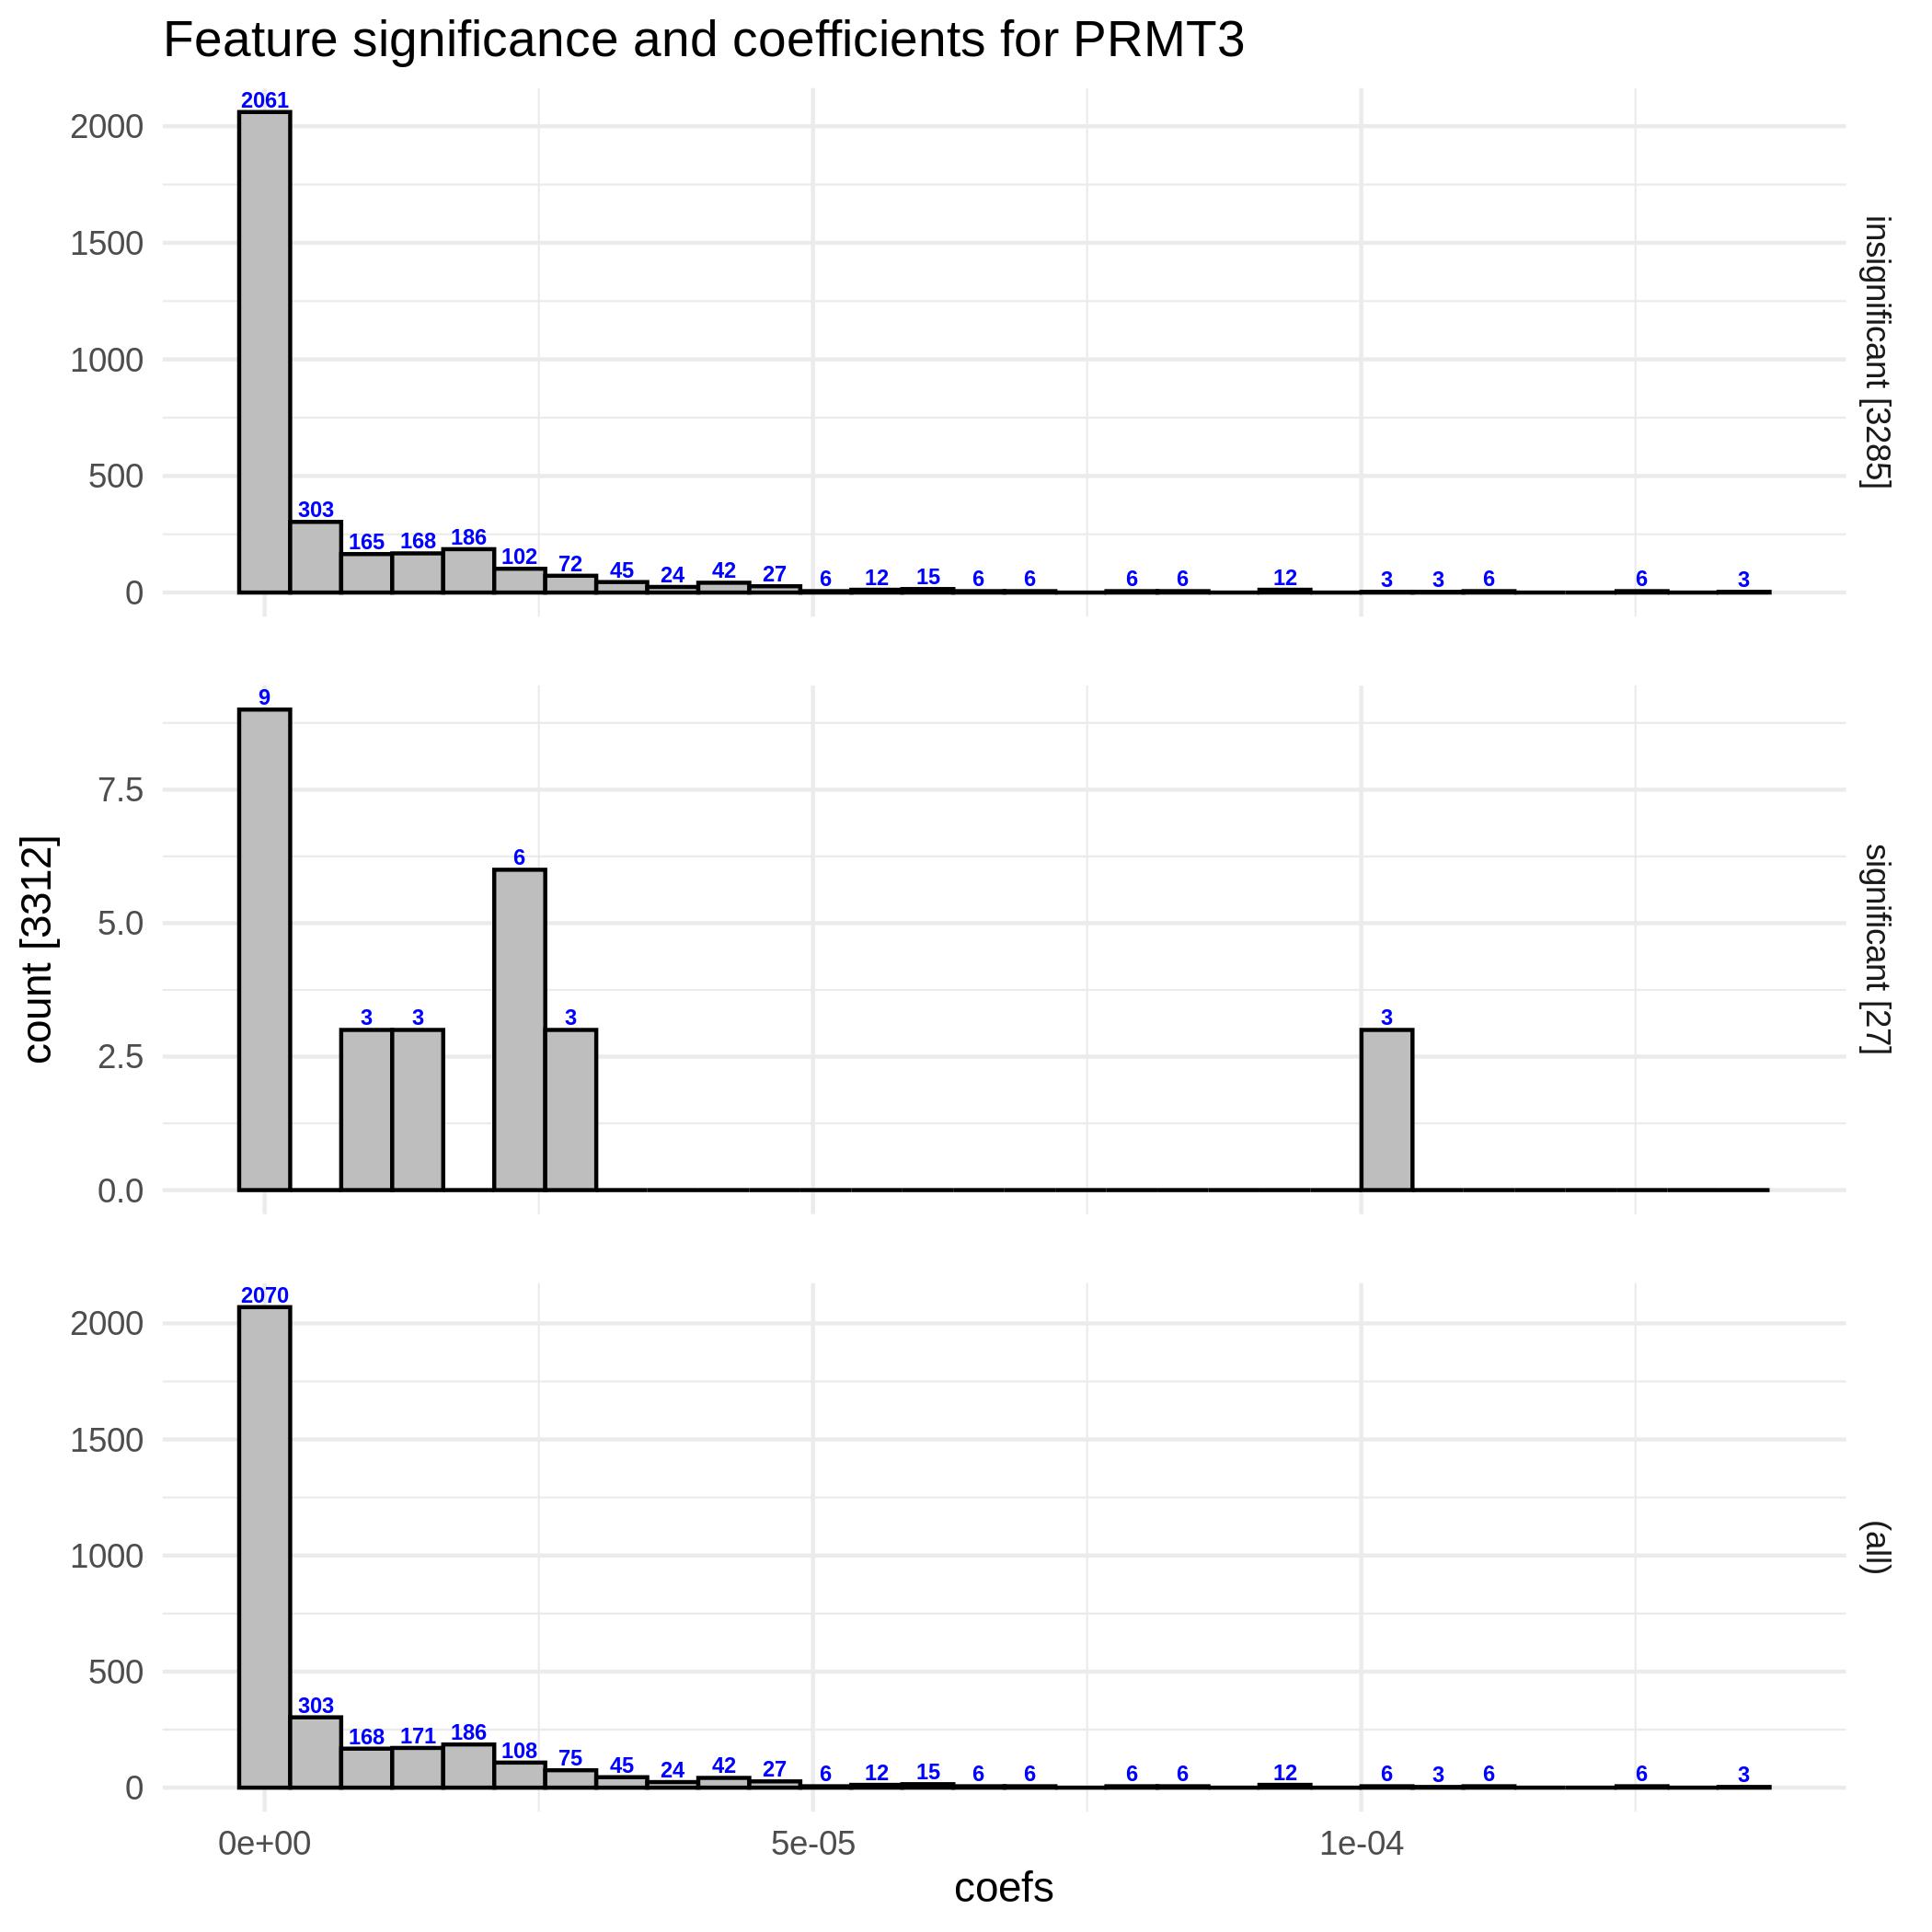 Feature significance and coefficients for PRMT3
2061
2000
1500
1000
500
0
303 165 168 186 102 72 45 24 42 27 6 12 15 6 6 6 6 12 3 3 6 6 3
insignificant [3285]
9
7.5
5.0
2.5
0.0
3 3 6 3 3
significant [27]
count [3312]
2070
2000
1500
1000
500
0
303 168 171 186 108 75 45 24 42 27 6 12 15 6 6 6 6 12 6 3 6 6 3
(all)
0e+00 5e-05 1e-04
coefs